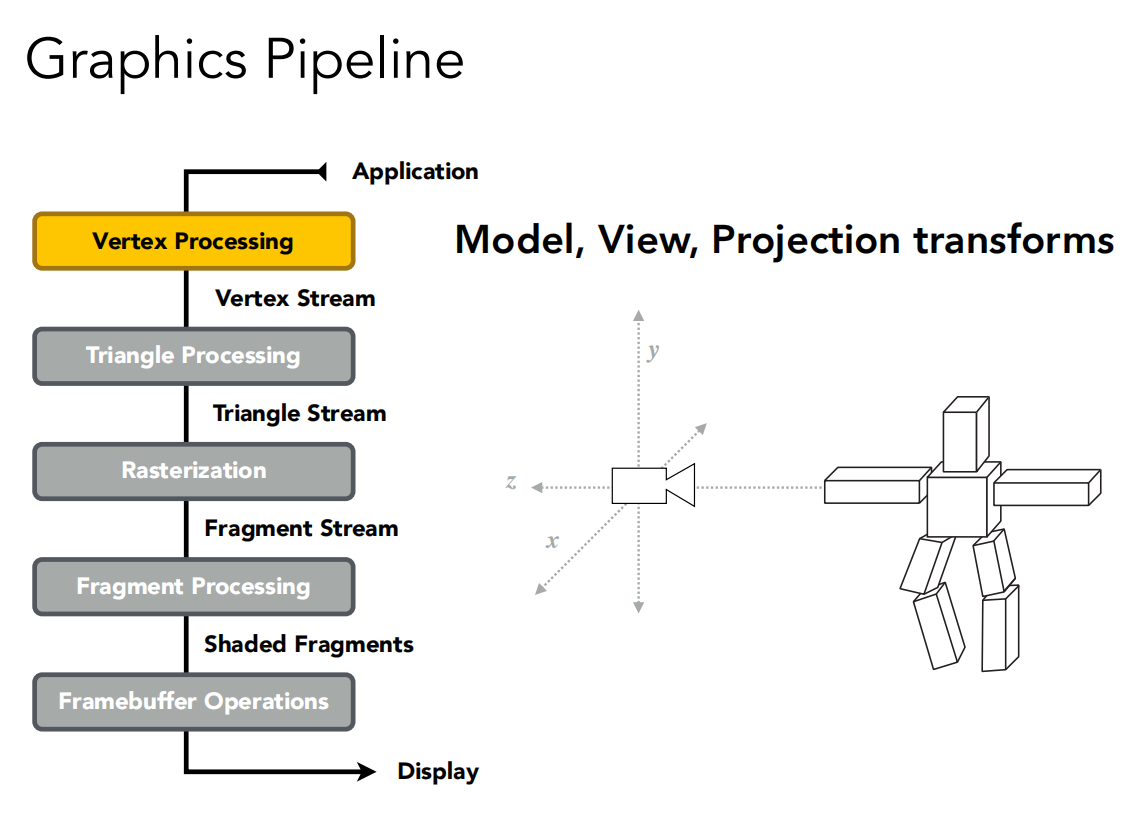 Graphics Pipeline
Application
Vertex Processing
Model, View, Projection transforms
Vertex Stream
Triangle Processing
y
Triangle Stream
Rasterization
z
Fragment Stream
x
Fragment Processing
Shaded Fragments
Framebuffer Operations
Display